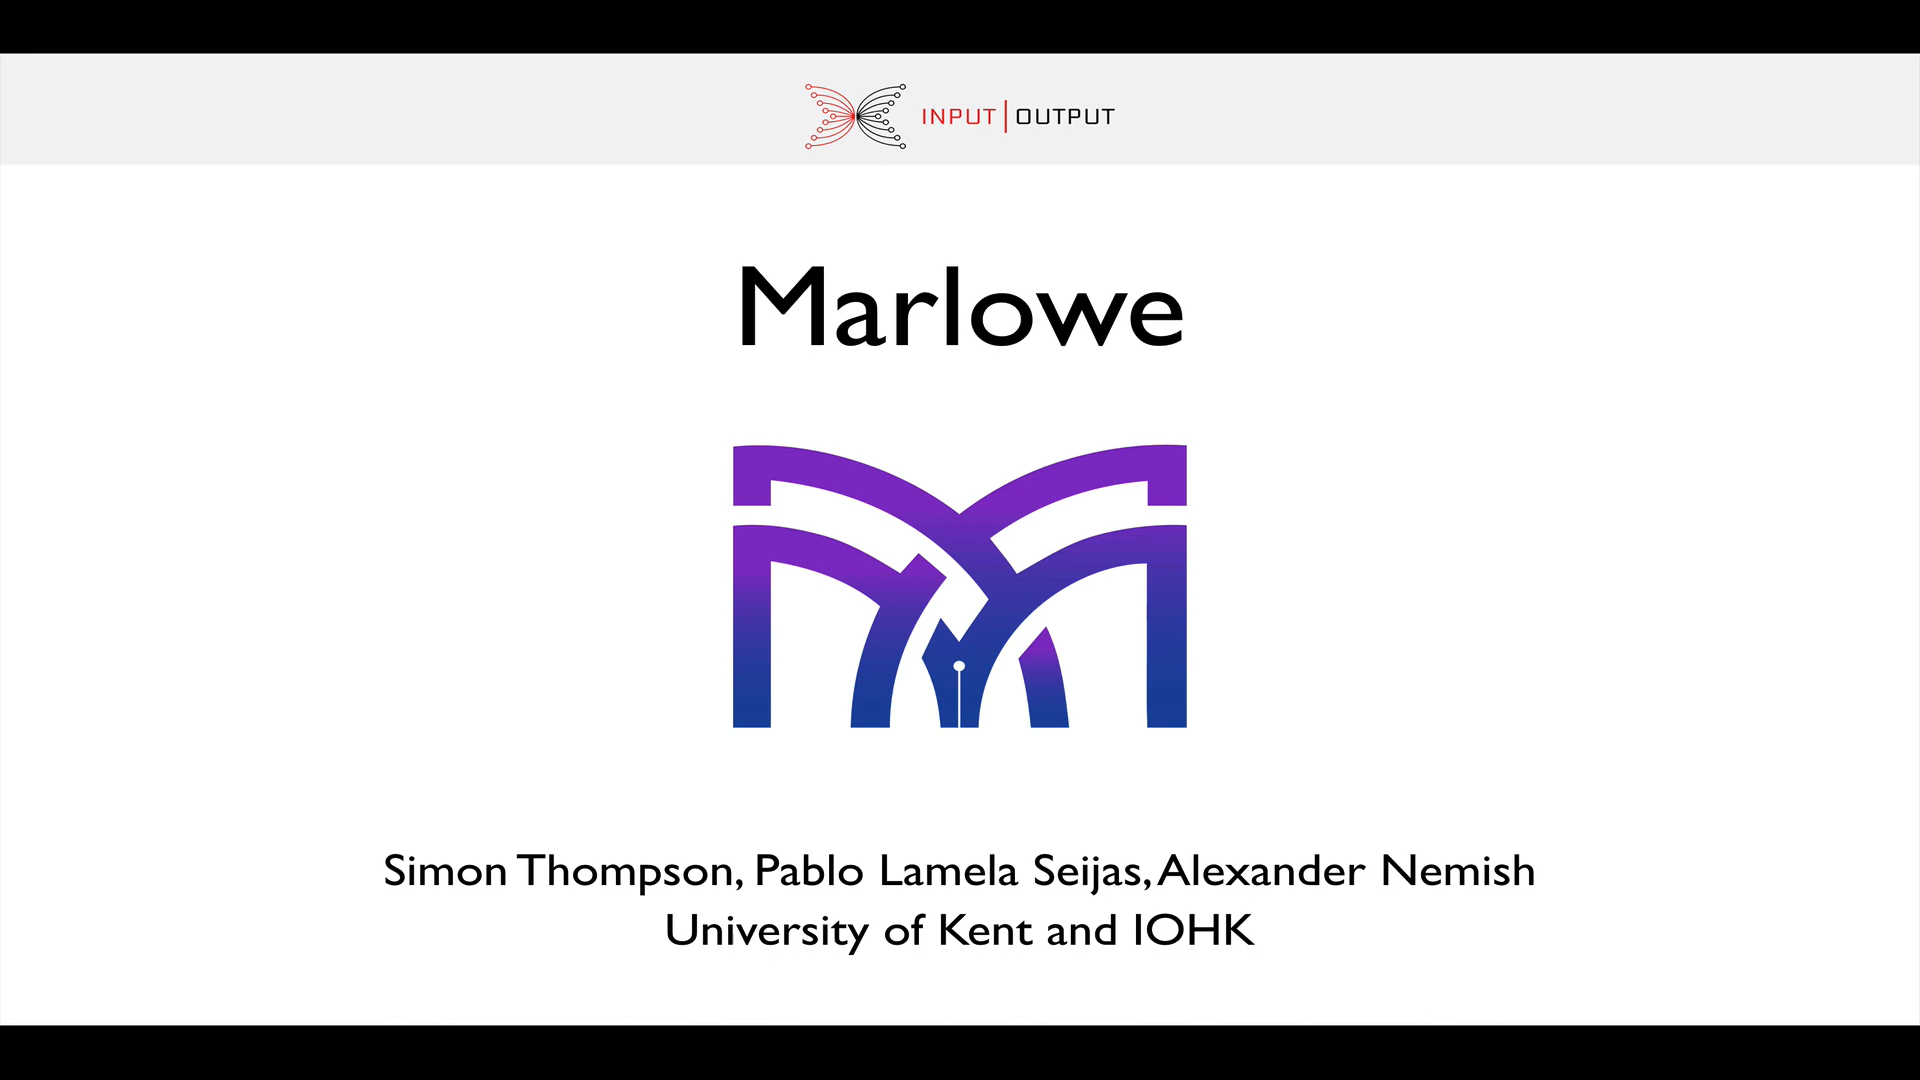 INPUT | OUTPUT
Marlowe
Simon Thompson, Pablo Lamela Seijas, Alexander Nemish
University of Kent and IOHK